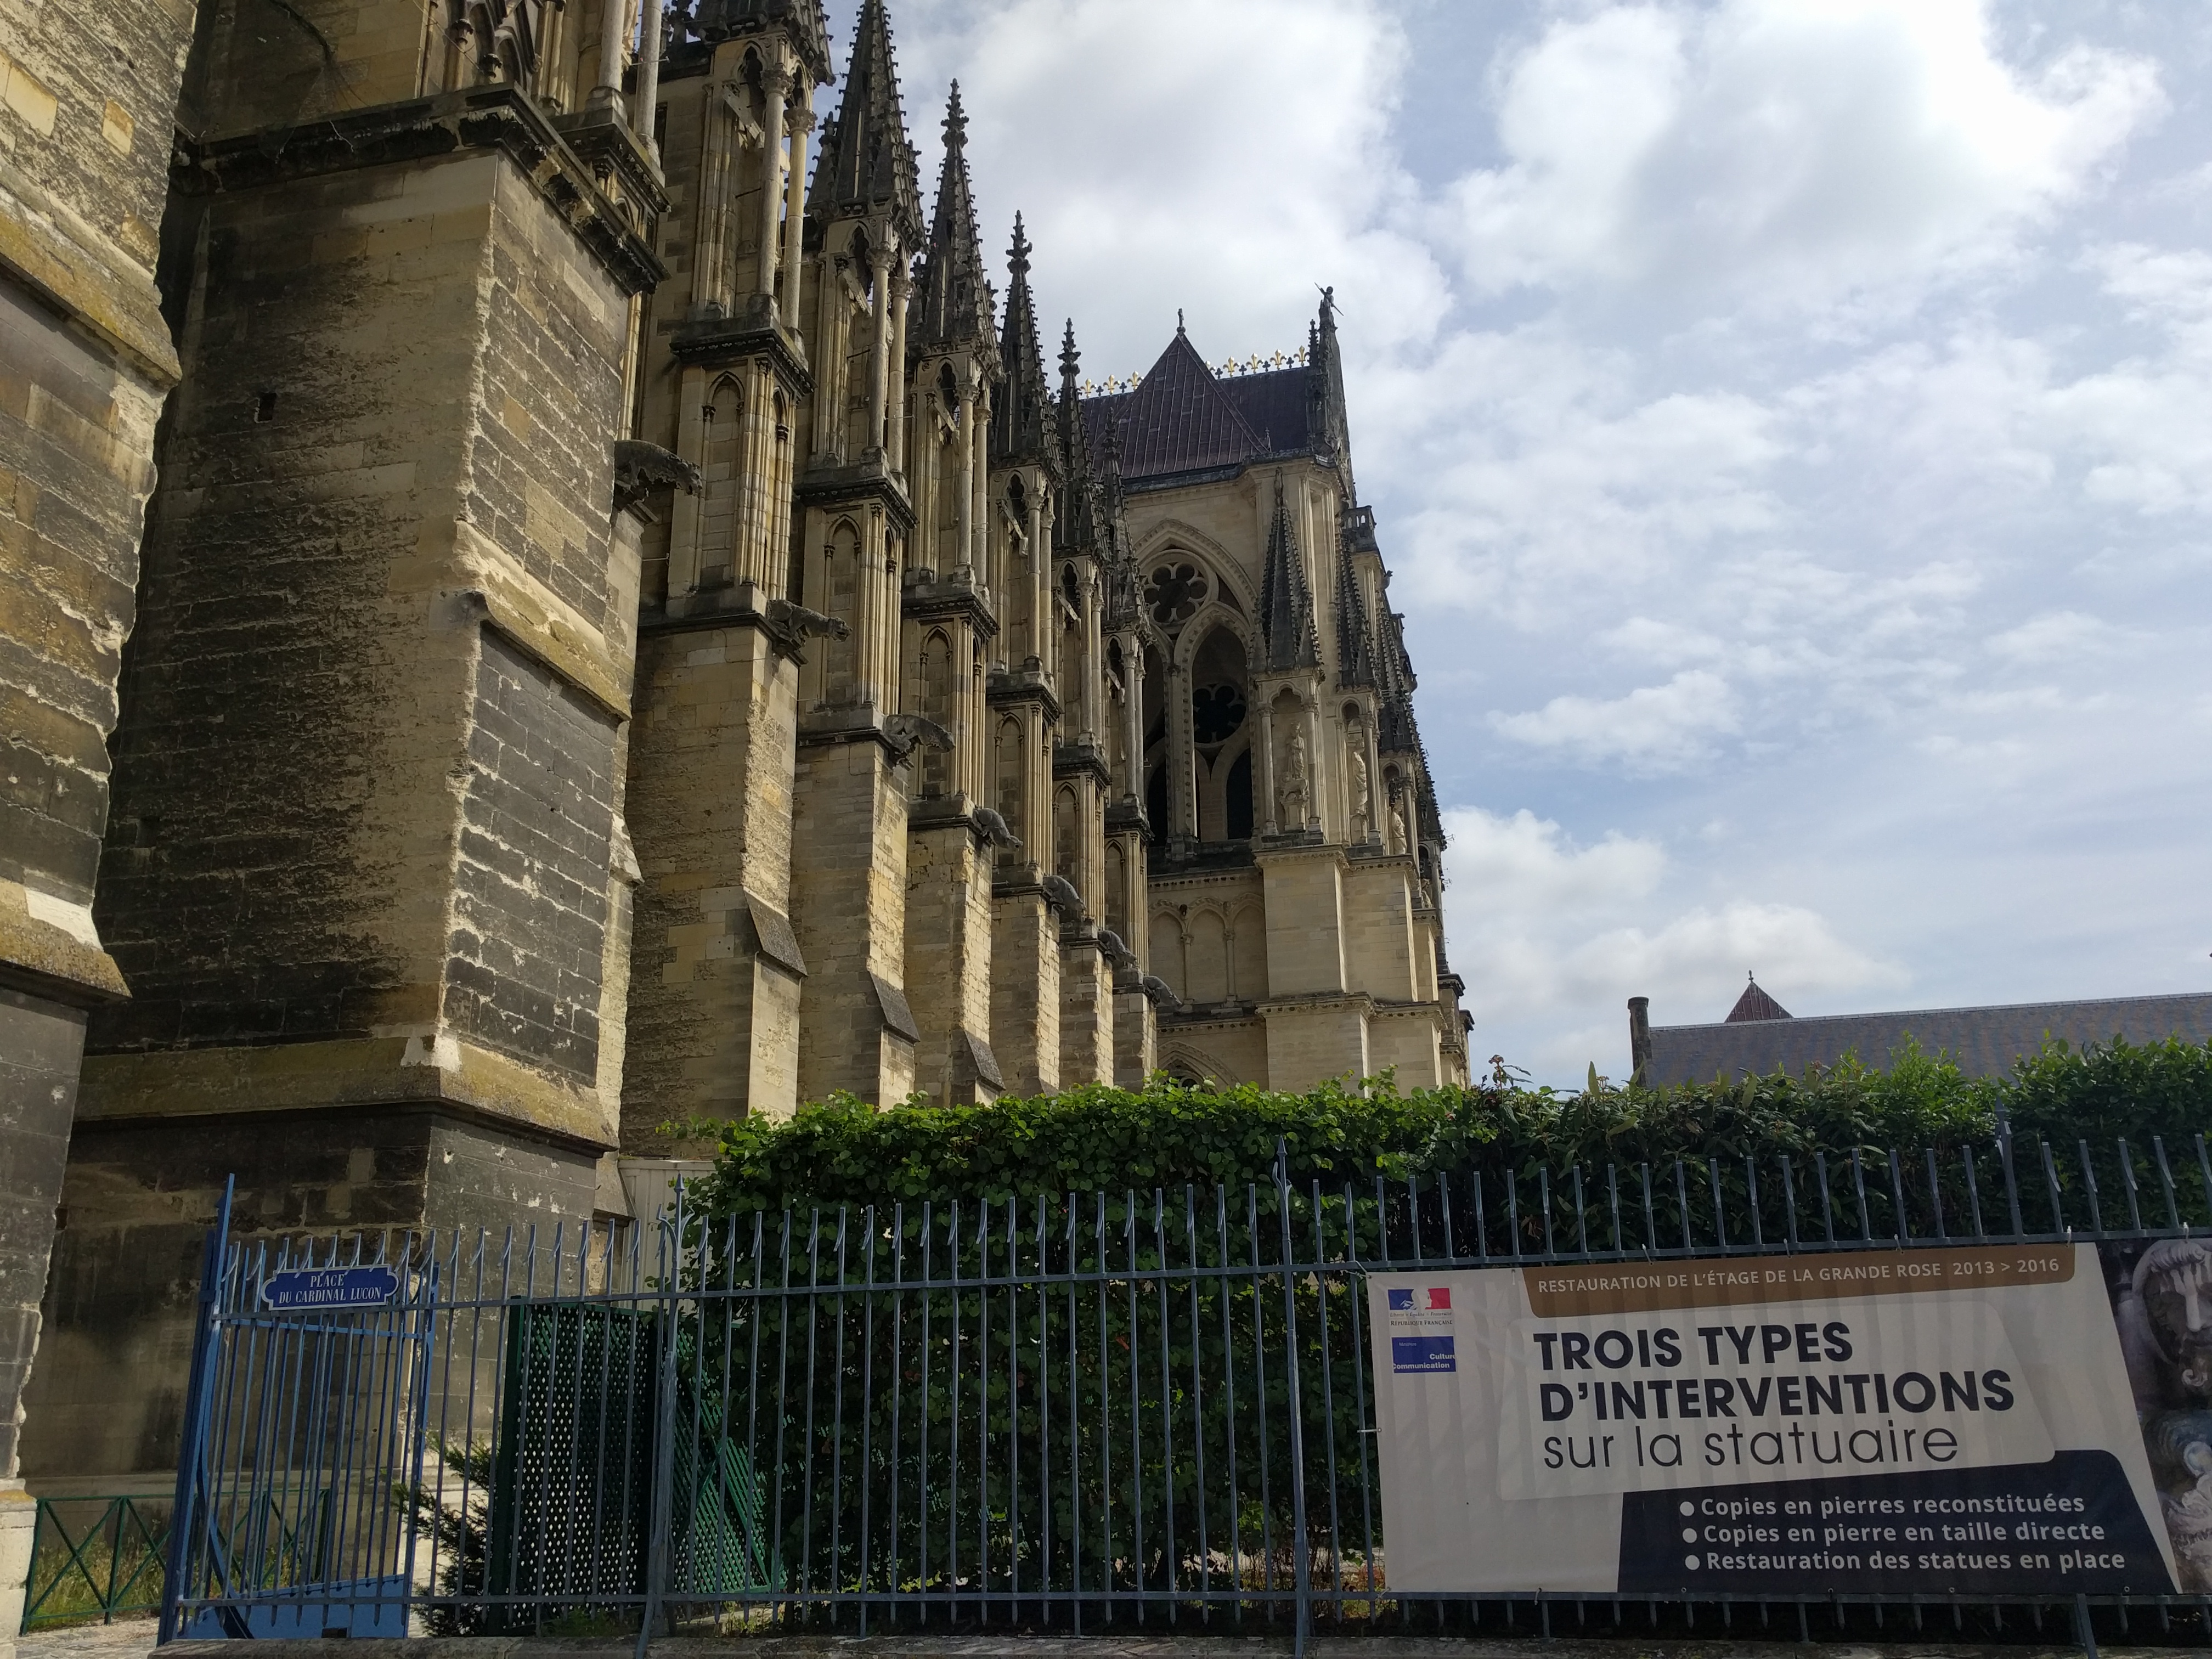 PLACE
DU CARDINAL LUÇON
RÉPUBLIQUE FRANÇAISE
Culture
Communication
RESTAURATION DE L'ÉTAGE DE LA GRANDE ROSE 2013 > 2016
TROIS TYPES
D'INTERVENTIONS
sur la statuaire
● Copies en pierres reconstituées
● Copies en pierre en taille directe
● Restauration des statues en place